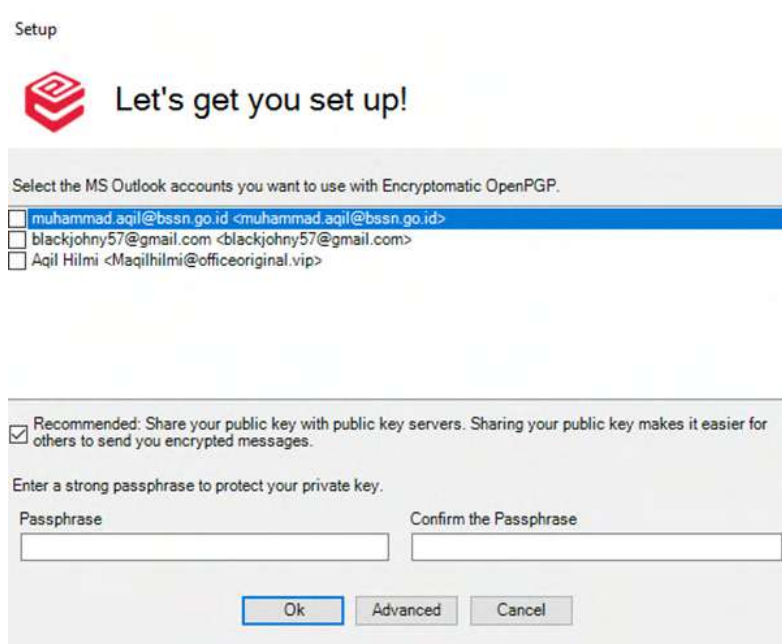 Setup
Let's get you set up!
Select the MS Outlook accounts you want to use with Encryptomatic OpenPGP.
muhammad.aqil@bssn.go.id <muhammad.aqil@bssn.go.id>
blackjohny57@gmail.com <blackjohny57@gmail.com>
Aqil Hilmi <Maqilhilmi@officeoriginal.vip>
Recommended: Share your public key with public key servers. Sharing your public key makes it easier for
others to send you encrypted messages.
Enter a strong passphrase to protect your private key.
Passphrase
Confirm the Passphrase
Ok
Advanced
Cancel